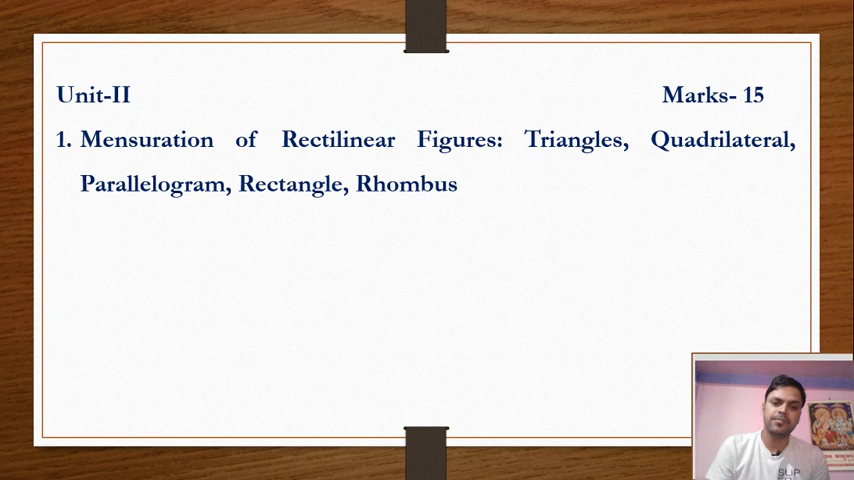 Unit-II Marks- 15
1. Mensuration of Rectilinear Figures: Triangles, Quadrilateral,
Parallelogram, Rectangle, Rhombus